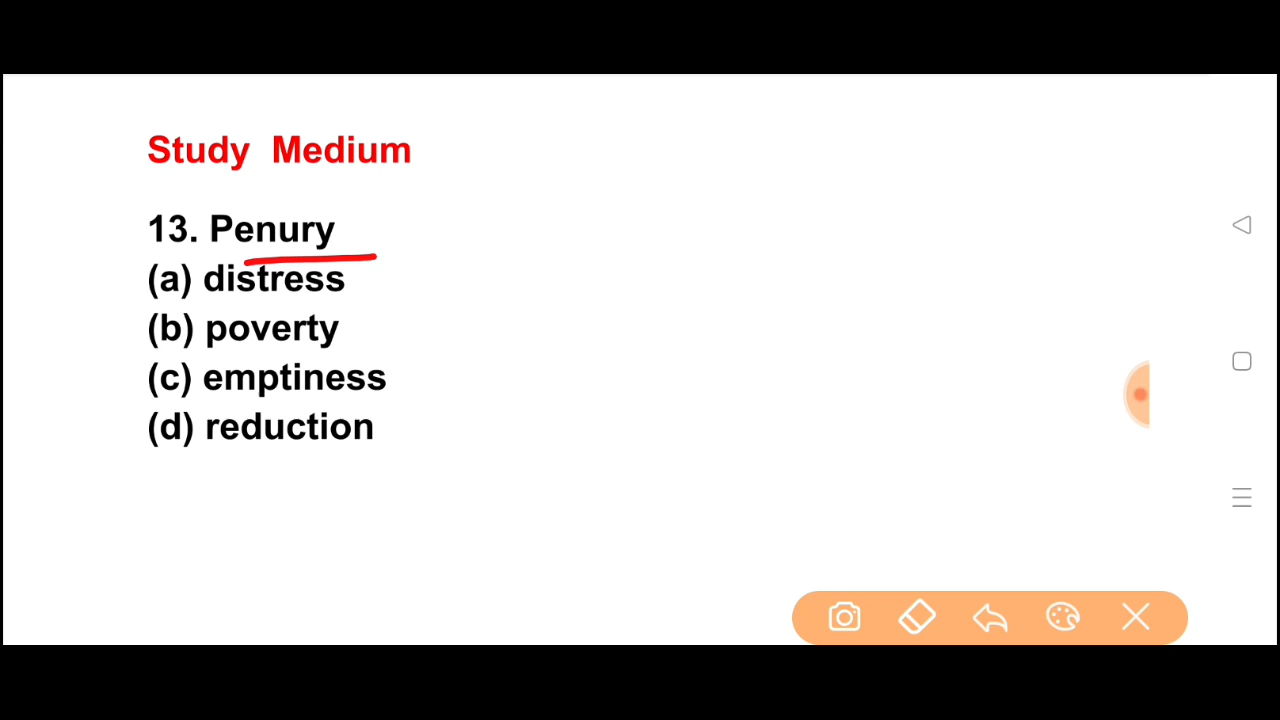 Study Medium
13. Penury
(a) distress
(b) poverty
(c) emptiness
(d) reduction